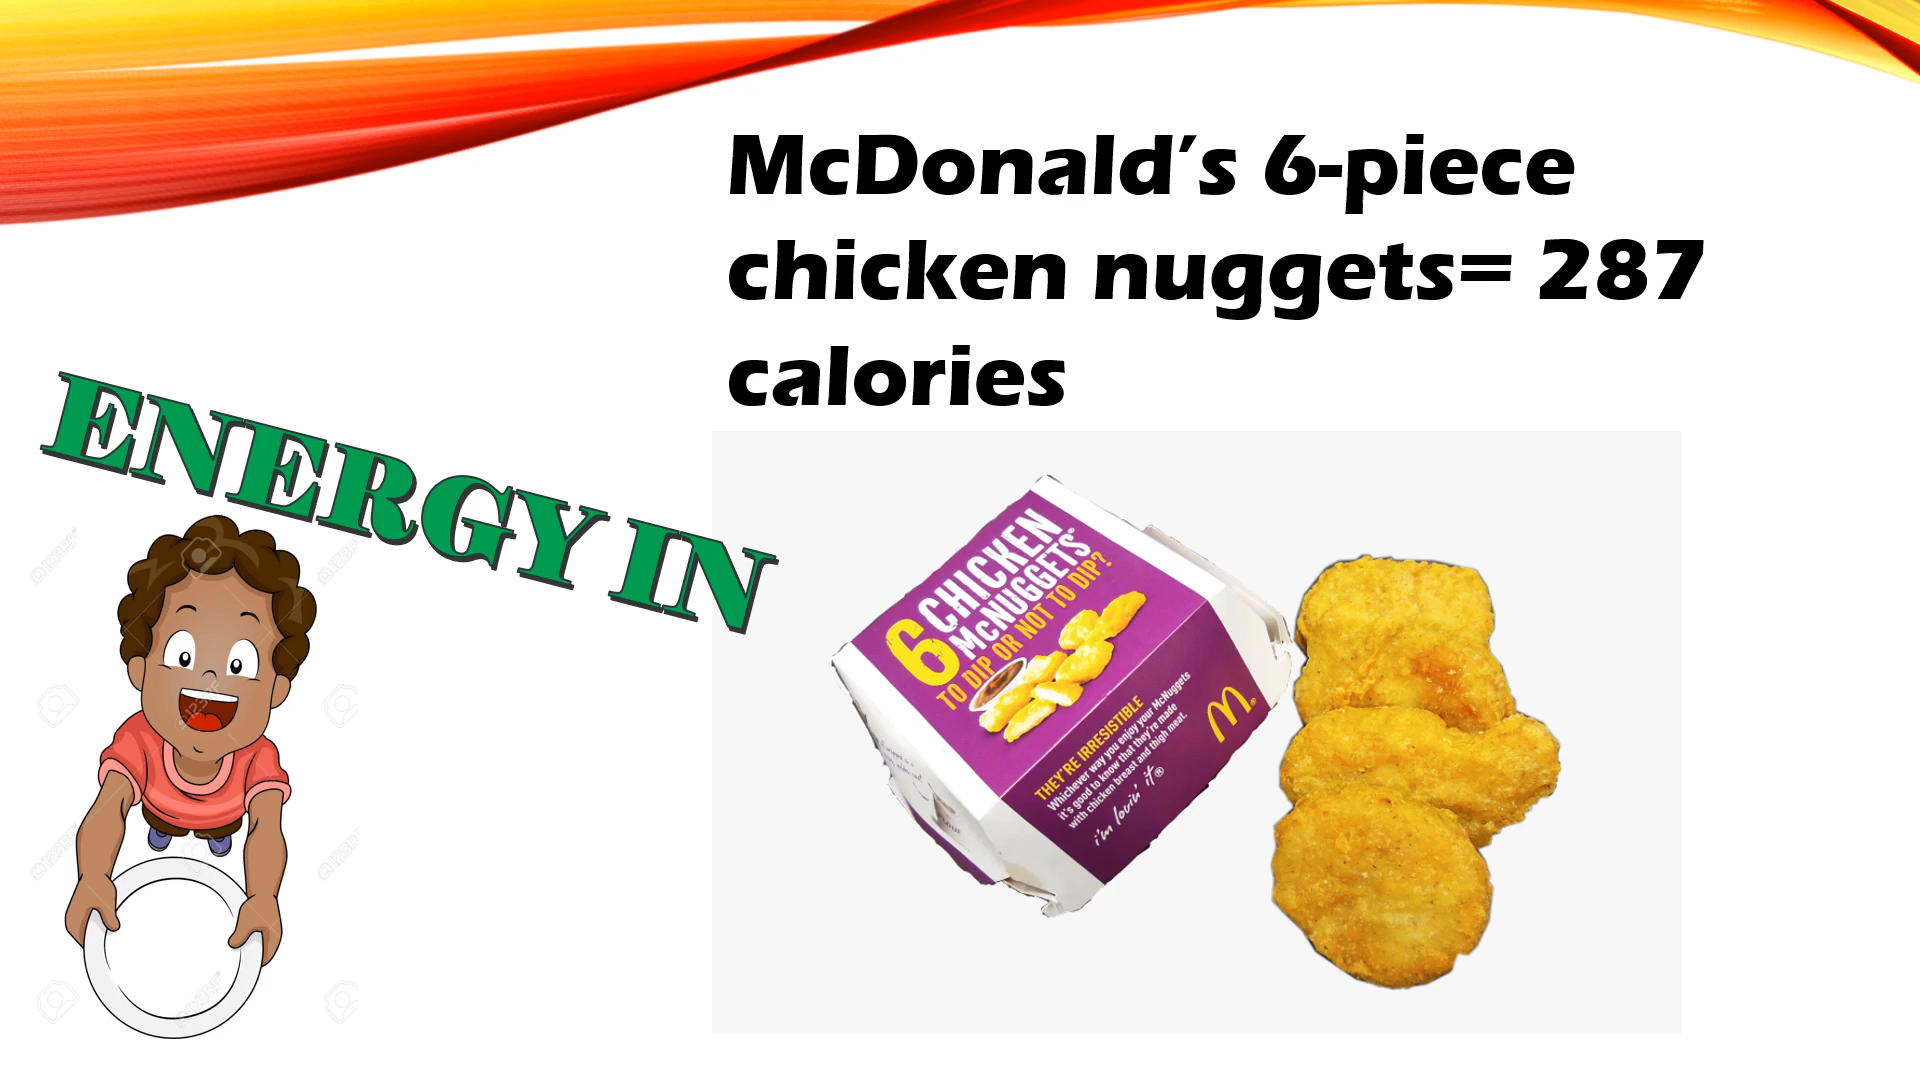 McDonald’s 6-piece
chicken nuggets= 287
calories
ENERGY IN
6 CHICKEN
McNUGGETS®
TO DIP OR NOT TO DIP?
THEY'RE IRRESISTIBLE
Whichever way you enjoy your McNuggets
it's good to know that they're made
with chicken breast and thigh meat.
i'm lovin' it®